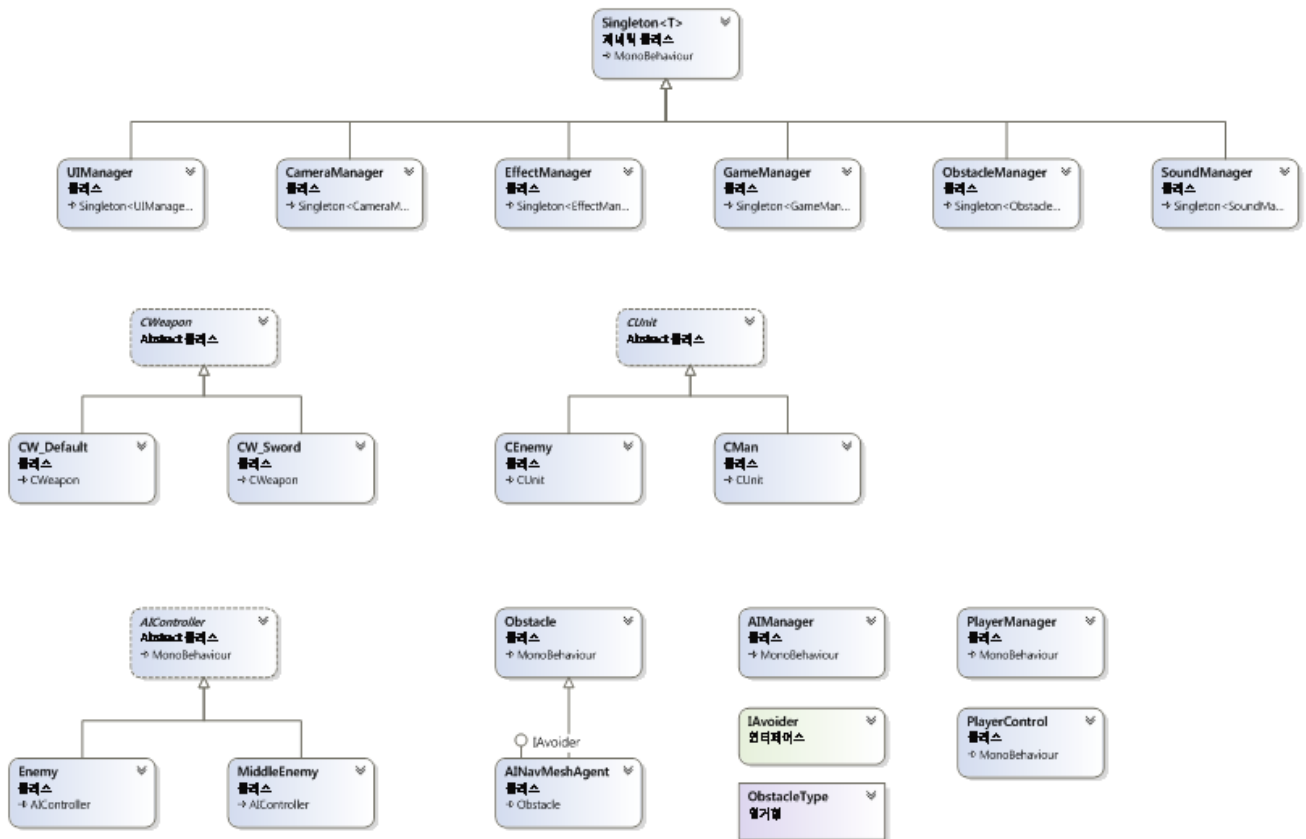 Singleton<T>
제네릭 클래스
MonoBehaviour
UIManager
클래스
Singleton<UIManage...
CameraManager
클래스
Singleton<CameraM...
EffectManager
클래스
Singleton<EffectMan...
GameManager
클래스
Singleton<GameMan...
ObstacleManager
클래스
Singleton<Obstacle...
SoundManager
클래스
Singleton<SoundMa...
CWeapon
Abstract 클래스
CUnit
Abstract 클래스
CW_Default
클래스
CWeapon
CW_Sword
클래스
CWeapon
CEnemy
클래스
CUnit
CMan
클래스
CUnit
AIController
Abstract 클래스
MonoBehaviour
Obstacle
클래스
MonoBehaviour
AIManager
클래스
MonoBehaviour
PlayerManager
클래스
MonoBehaviour
IAvoider
인터페이스
PlayerControl
클래스
MonoBehaviour
IAvoider
Enemy
클래스
AIController
MiddleEnemy
클래스
AIController
AINavMeshAgent
클래스
Obstacle
ObstacleType
열거형